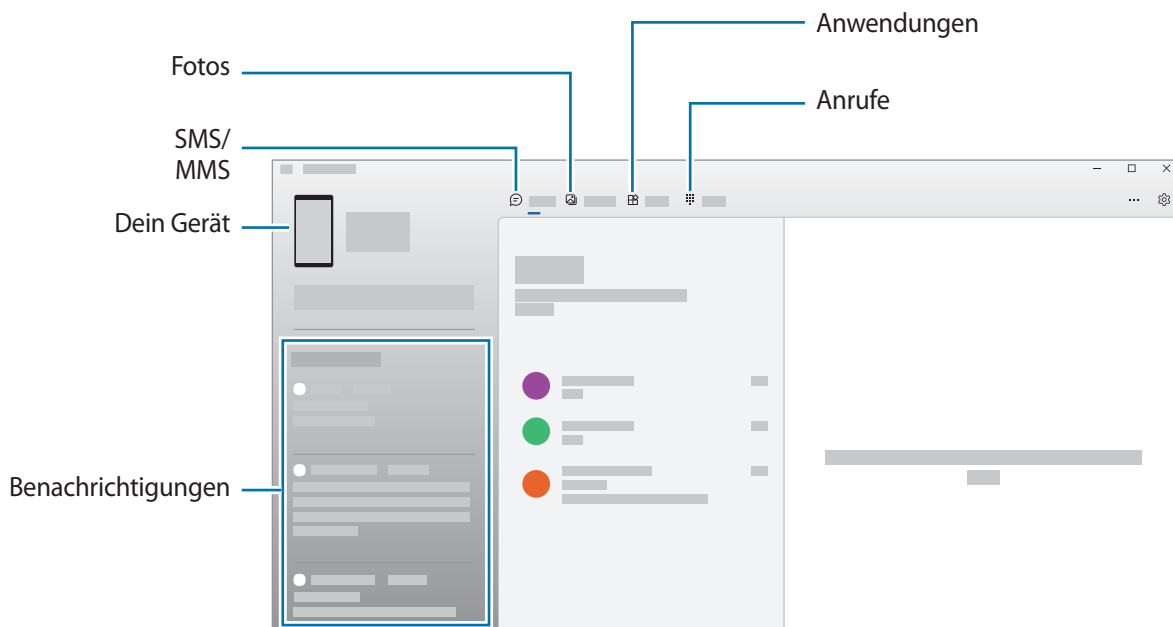 Anwendungen
Fotos
Anrufe
SMS/
MMS
Dein Gerät
Benachrichtigungen